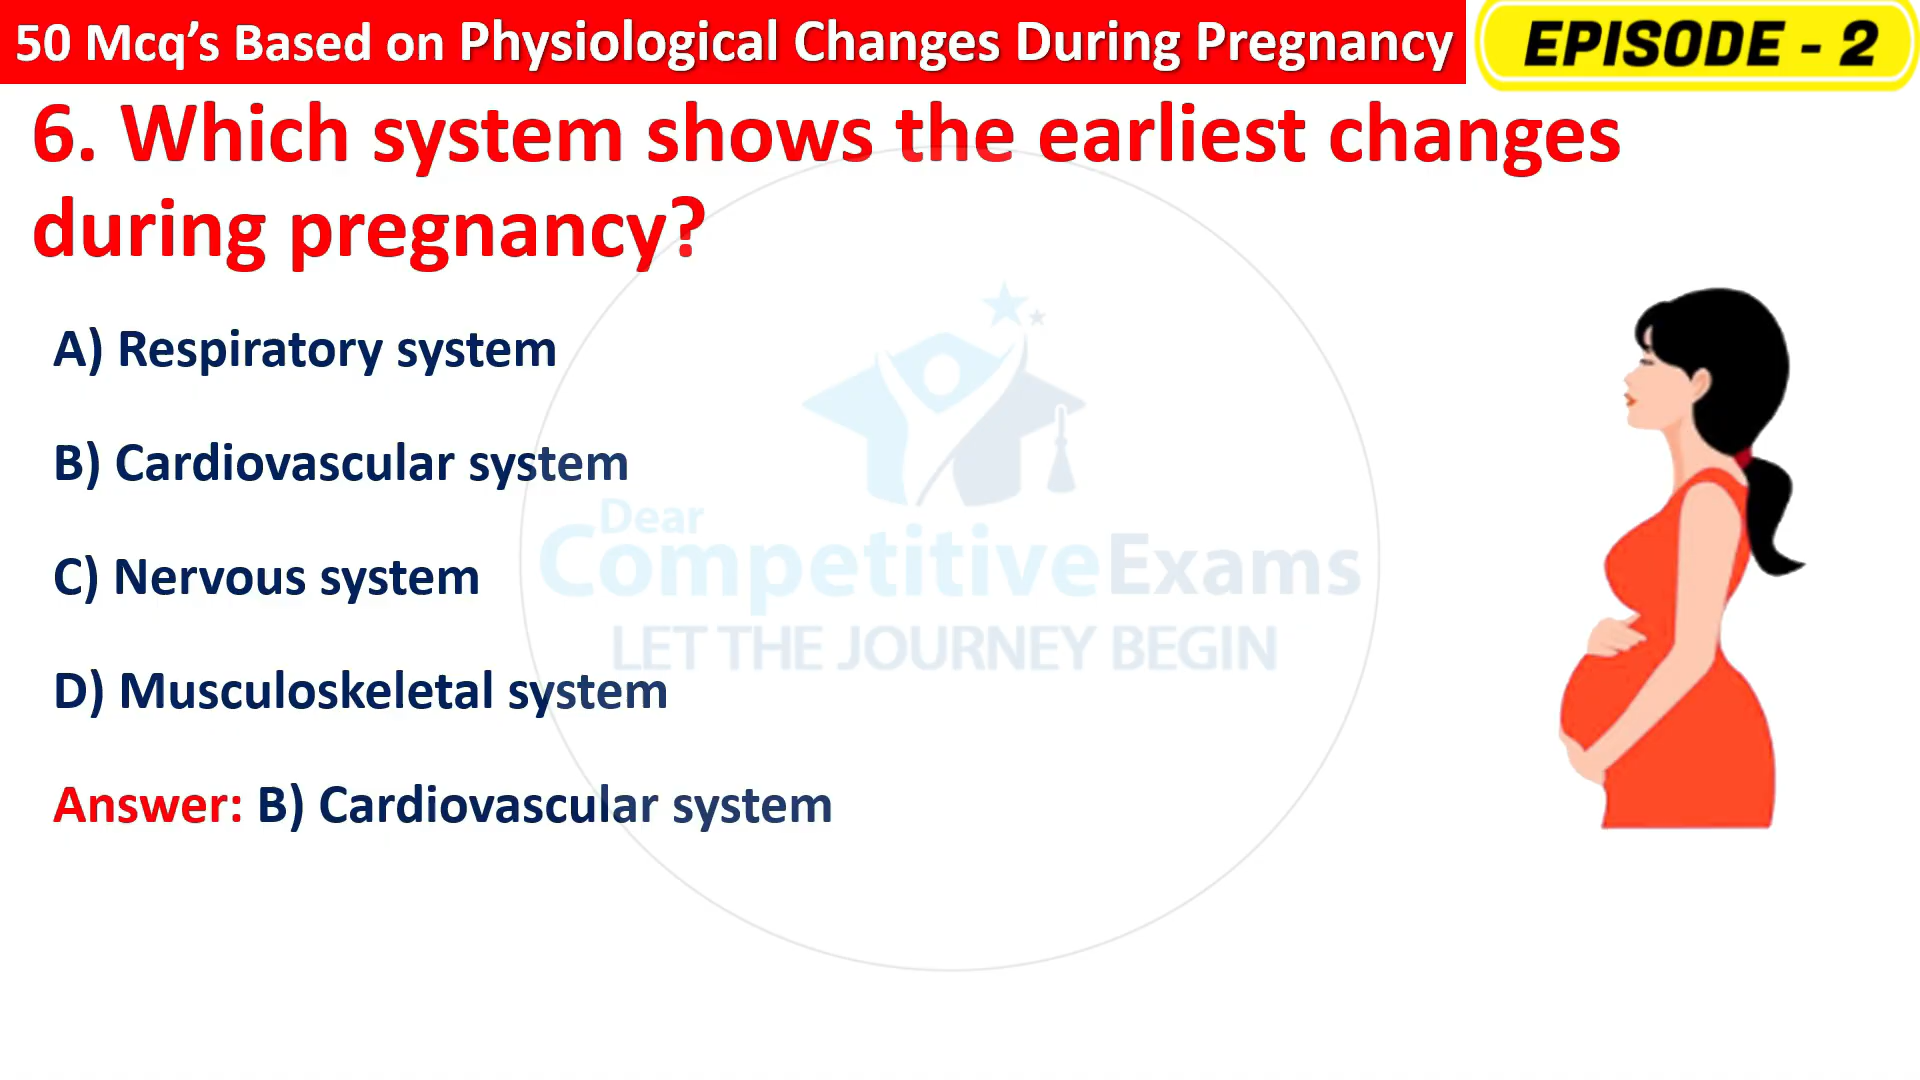 50 Mcq's Based on Physiological Changes During Pregnancy
EPISODE - 2
6. Which system shows the earliest changes
during pregnancy?
A) Respiratory system
B) Cardiovascular system
C) Nervous system
D) Musculoskeletal system
Answer: B) Cardiovascular system
Dear
CompetitiveExams
LET THE JOURNEY BEGIN